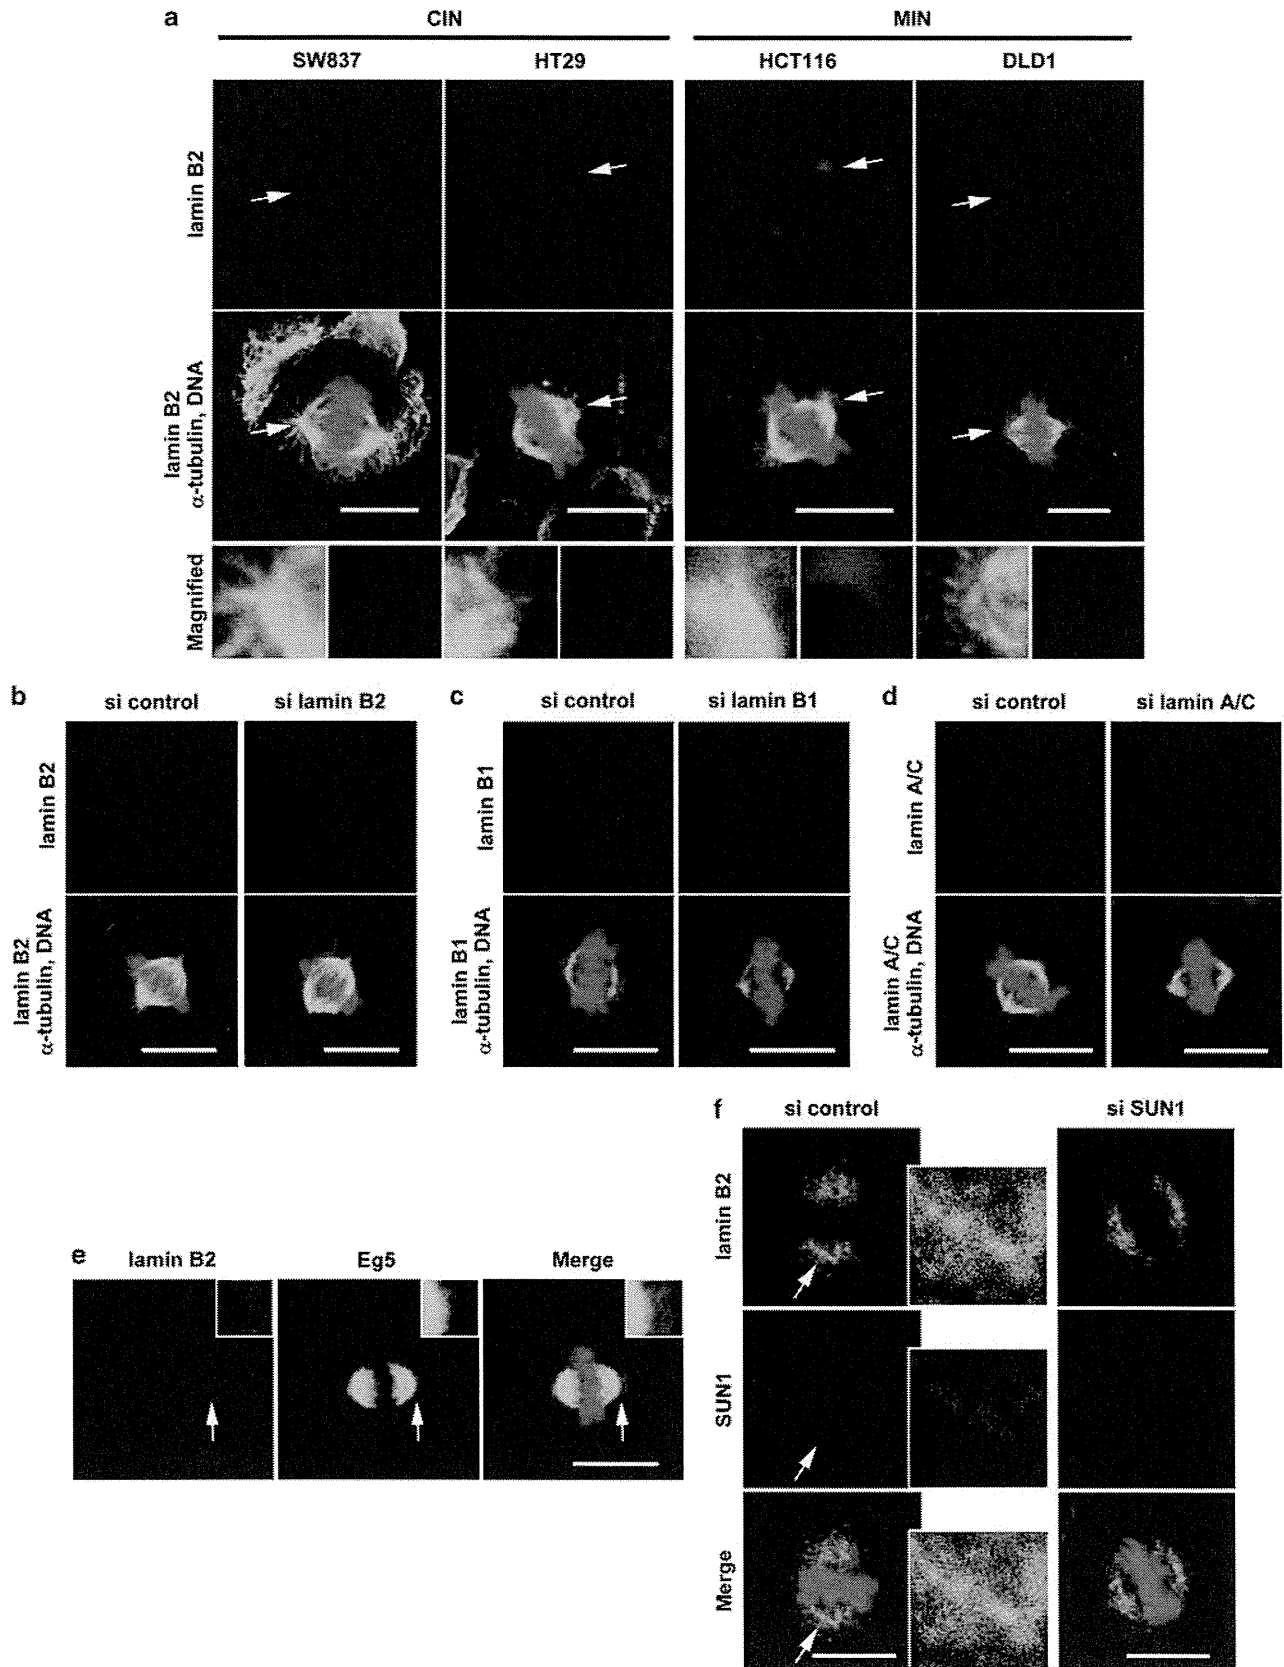 a
CIN
MIN
SW837
HT29
HCT116
DLD1
lamin B2
lamin B2
α-tubulin, DNA
Magnified
b
si control
si lamin B2
lamin B2
lamin B2
α-tubulin, DNA
c
si control
si lamin B1
lamin B1
lamin B1
α-tubulin, DNA
d
si control
si lamin A/C
lamin A/C
lamin A/C
α-tubulin, DNA
e
lamin B2
Eg5
Merge
f
si control
si SUN1
lamin B2
SUN1
Merge